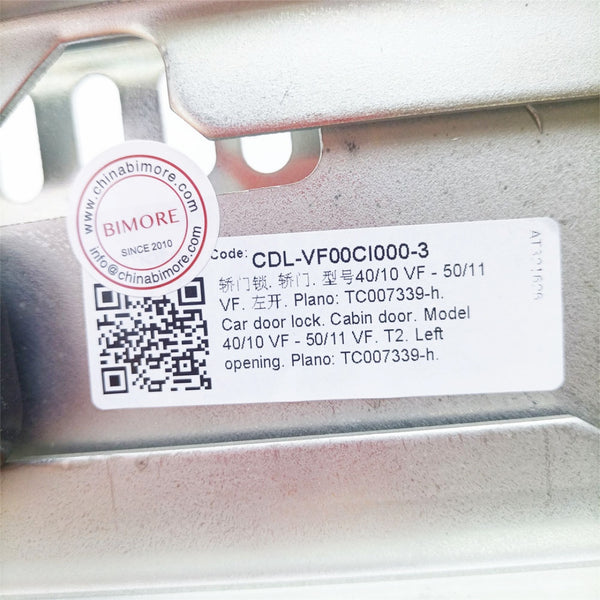 www.chinabimore.com
BIMORE
SINCE 2010
info@chinabimore.com
Code: CDL-VF00CI000-3
轿门锁. 轿门. 型号40/10 VF - 50/11
VF. 左开. Plano: TC007339-h.
Car door lock. Cabin door. Model
40/10 VF - 50/11 VF. T2. Left
opening. Plano: TC007339-h.